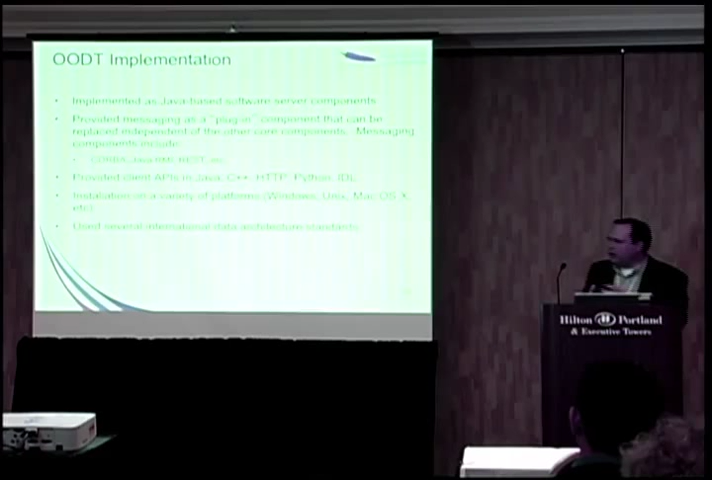 OODT Implementation
• Implemented as Java-based software server components
• Provided messaging as a "plug-in" component that can be
replaced independent of the other core components. Messaging
components include
• CORBA, Java RMI, REST, etc
• Provided client APIs in Java, C++, HTTP, Python, IDL
• Installation on a variety of platforms (Windows, Unix, Mac OS X,
etc)
• Used several international data architecture standards
Hilton Portland
& Executive Towers